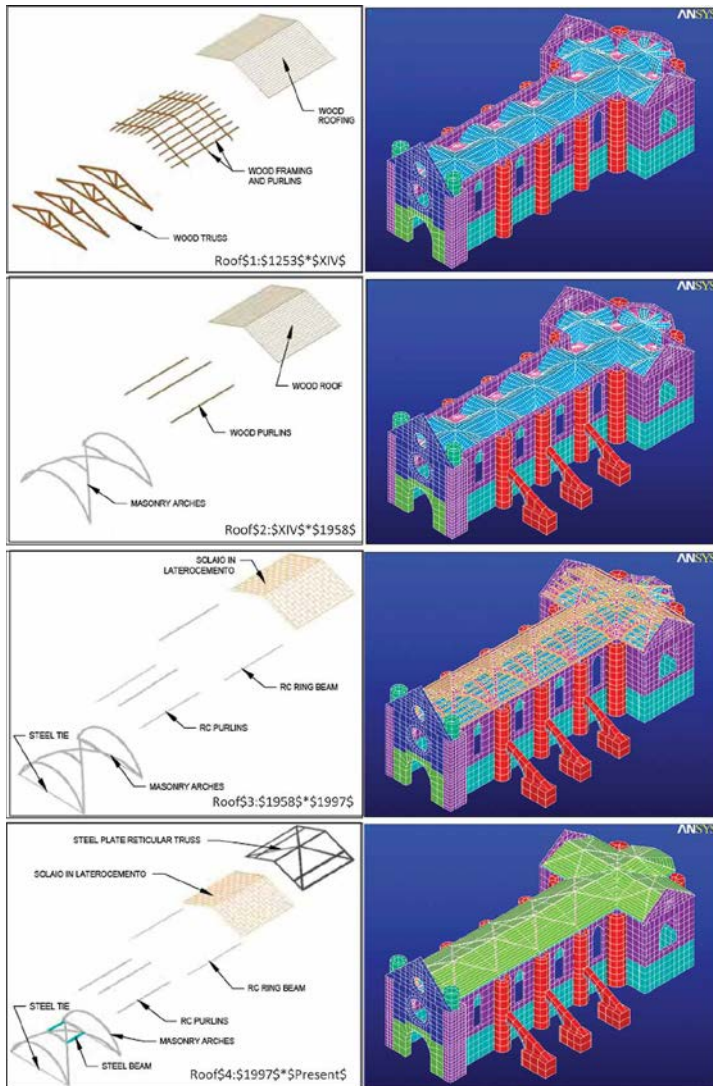 WOOD
ROOFING
WOOD FRAMING
AND PURLINS
WOOD TRUSS
Roof$1:$1253$*$XIV$
ANSYS
WOOD ROOF
WOOD PURLINS
MASONRY ARCHES
Roof$2:$XIV$*$1958$
ANSYS
SOLAIO IN
LATEROCEMENTO
RC RING BEAM
RC PURLINS
STEEL TIE
MASONRY ARCHES
Roof$3:$1958$*$1997$
ANSYS
STEEL PLATE RETICULAR TRUSS
SOLAIO IN LATEROCEMENTO
RC RING BEAM
STEEL TIE
RC PURLINS
MASONRY ARCHES
STEEL BEAM
Roof$4:$1997$*$Present$
ANSYS